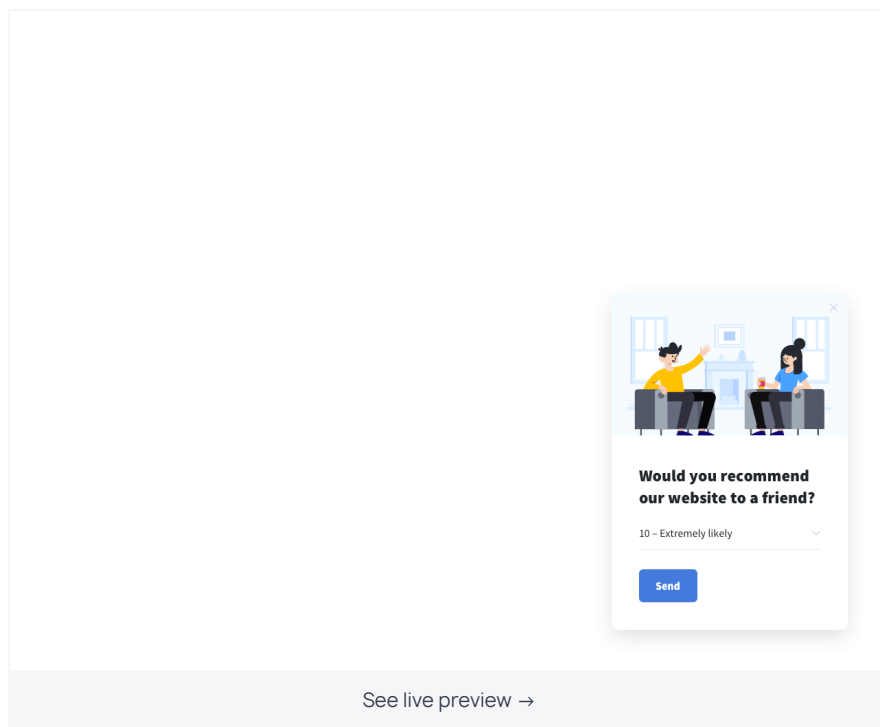 Would you recommend
our website to a friend?
10 – Extremely likely
Send
See live preview →